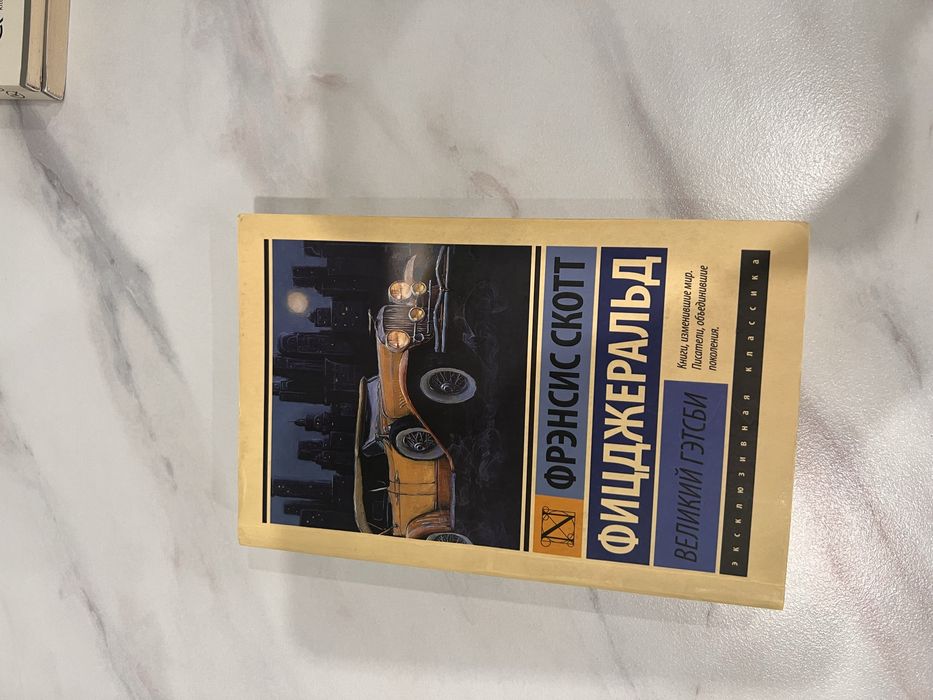 ФРЭНСИС СКОТТ
ФИЦДЖЕРАЛЬД
ВЕЛИКИЙ ГЭТСБИ
Книги, изменившие мир.
Писатели, объединившие
поколения.
эксклюзивная классика